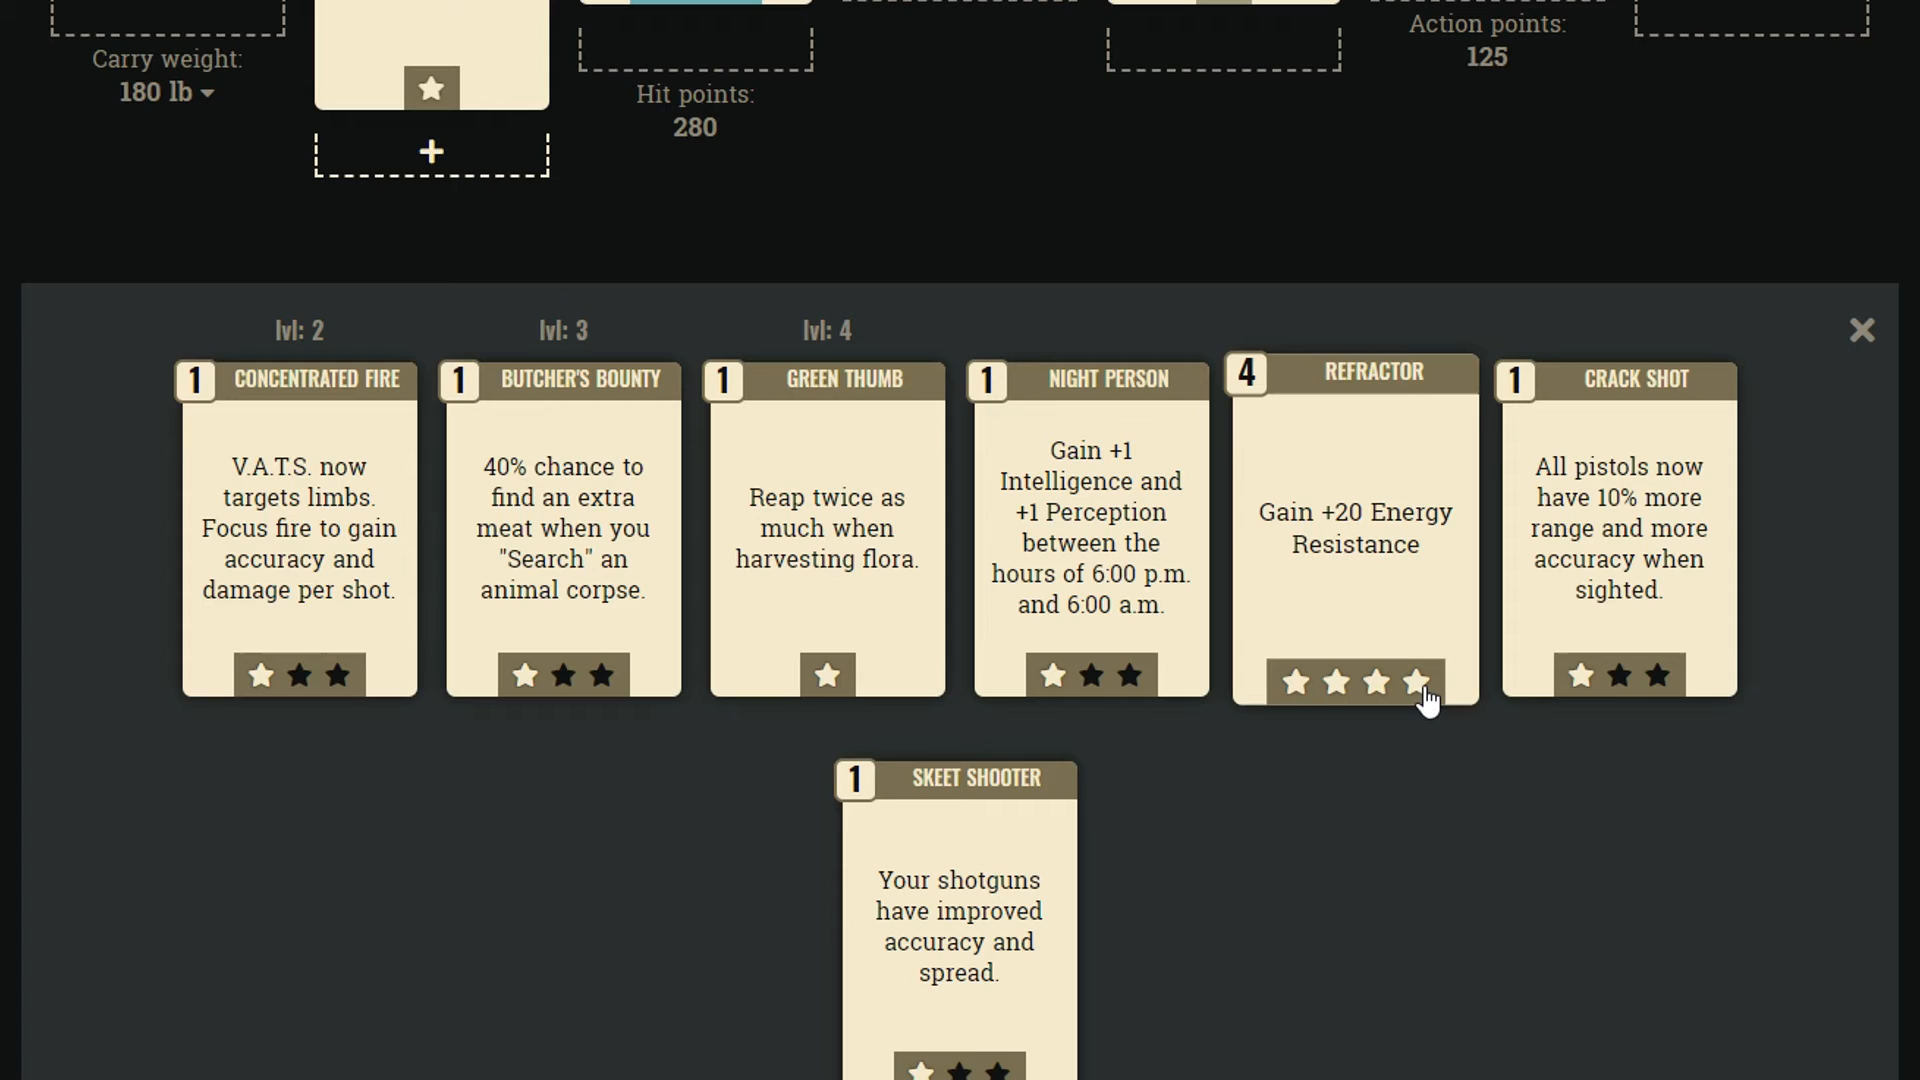 Carry weight:
180 lb
+
Hit points:
280
Action points:
125
lvl: 2
1 CONCENTRATED FIRE
V.A.T.S. now
targets limbs.
Focus fire to gain
accuracy and
damage per shot.
lvl: 3
1 BUTCHER'S BOUNTY
40% chance to
find an extra
meat when you
"Search" an
animal corpse.
lvl: 4
1 GREEN THUMB
Reap twice as
much when
harvesting flora.
1 NIGHT PERSON
Gain +1
Intelligence and
+1 Perception
between the
hours of 6:00 p.m.
and 6:00 a.m.
4 REFRACTOR
Gain +20 Energy
Resistance
1 CRACK SHOT
All pistols now
have 10% more
range and more
accuracy when
sighted.
1 SKEET SHOOTER
Your shotguns
have improved
accuracy and
spread.